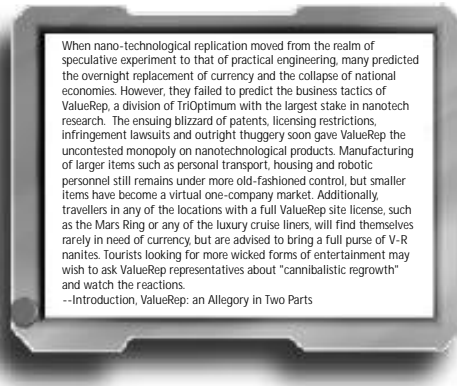 When nano-technological replication moved from the realm of
speculative experiment to that of practical engineering, many predicted
the overnight replacement of currency and the collapse of national
economies. However, they failed to predict the business tactics of
ValueRep, a division of TriOptimum with the largest stake in nanotech
research. The ensuing blizzard of patents, licensing restrictions,
infringement lawsuits and outright thuggery soon gave ValueRep the
uncontested monopoly on nanotechnological products. Manufacturing
of larger items such as personal transport, housing and robotic
personnel still remains under more old-fashioned control, but smaller
items have become a virtual one-company market. Additionally,
travellers in any of the locations with a full ValueRep site license, such
as the Mars Ring or any of the luxury cruise liners, will find themselves
rarely in need of currency, but are advised to bring a full purse of V-R
nanites. Tourists looking for more wicked forms of entertainment may
wish to ask ValueRep representatives about "cannibalistic regrowth"
and watch the reactions.
--Introduction, ValueRep: an Allegory in Two Parts